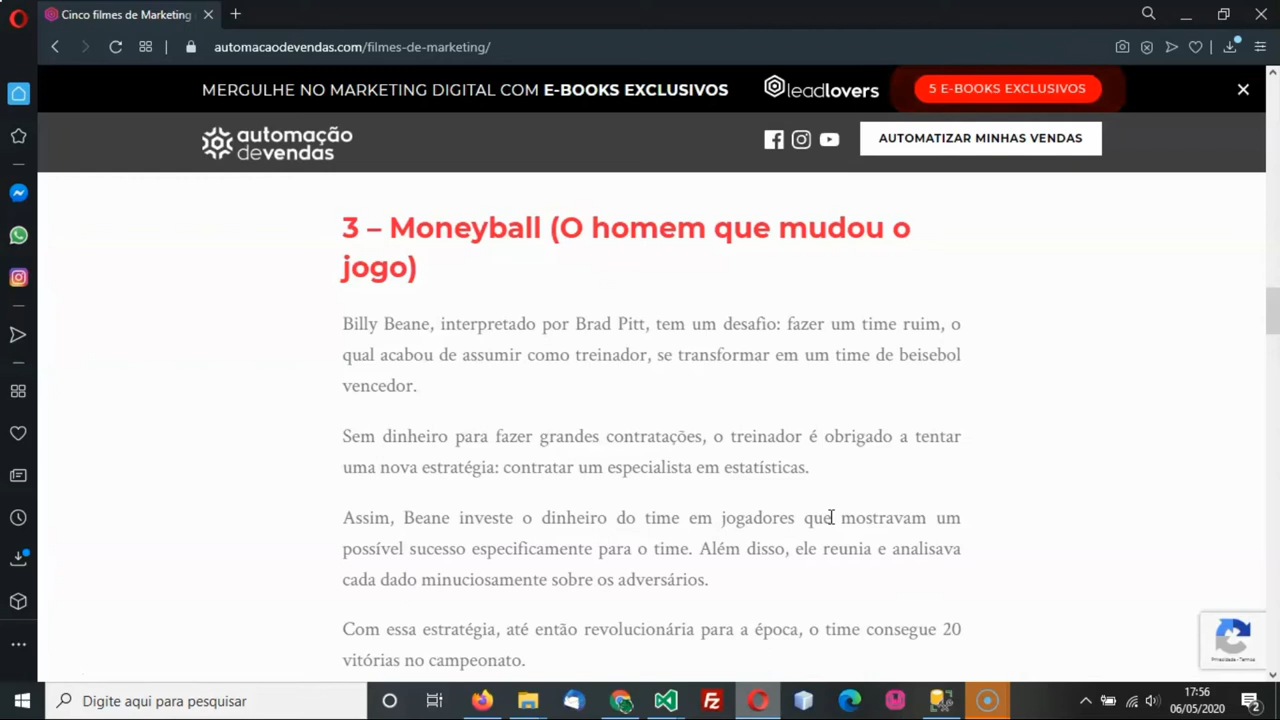 Cinco filmes de Marketing
automacaodevendas.com/filmes-de-marketing/
MERGULHE NO MARKETING DIGITAL COM E-BOOKS EXCLUSIVOS
leadlovers
5 E-BOOKS EXCLUSIVOS
automação
devendas
AUTOMATIZAR MINHAS VENDAS
3 – Moneyball (O homem que mudou o
jogo)
Billy Beane, interpretado por Brad Pitt, tem um desafio: fazer um time ruim, o
qual acabou de assumir como treinador, se transformar em um time de beisebol
vencedor.
Sem dinheiro para fazer grandes contratações, o treinador é obrigado a tentar
uma nova estratégia: contratar um especialista em estatísticas.
Assim, Beane investe o dinheiro do time em jogadores que mostravam um
possível sucesso especificamente para o time. Além disso, ele reunia e analisava
cada dado minuciosamente sobre os adversários.
Com essa estratégia, até então revolucionária para a época, o time consegue 20
vitórias no campeonato.
Privacidade - Termos
Digite aqui para pesquisar
17:56
06/05/2020
2